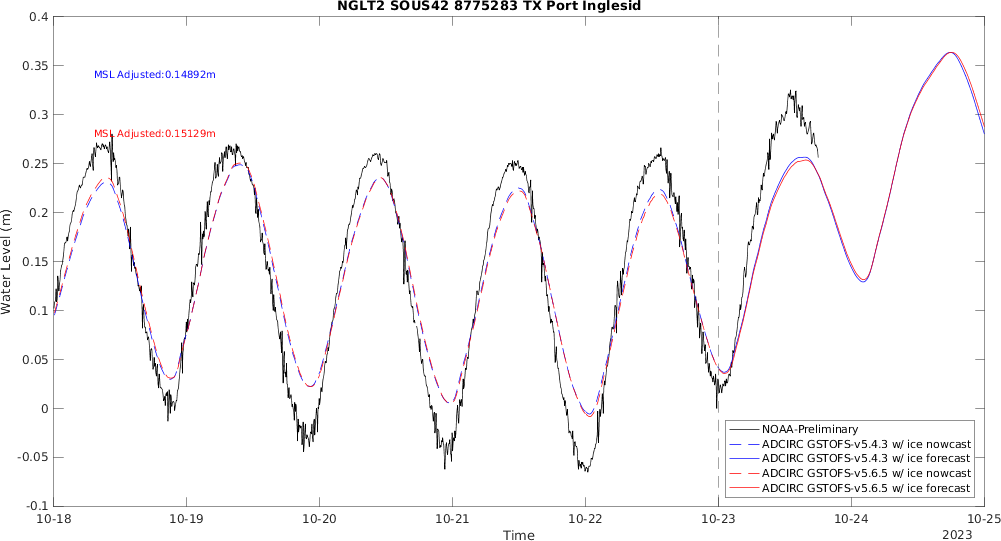 NGLT2 SOUS42 8775283 TX Port Inglesid
0.4
0.35
0.3
0.25
0.2
0.15
0.1
0.05
0
-0.05
-0.1
Water Level (m)
MSL Adjusted:0.14892m
MSL Adjusted:0.15129m
NOAA-Preliminary
ADCIRC GSTOFS-v5.4.3 w/ ice nowcast
ADCIRC GSTOFS-v5.4.3 w/ ice forecast
ADCIRC GSTOFS-v5.6.5 w/ ice nowcast
ADCIRC GSTOFS-v5.6.5 w/ ice forecast
10-18 10-19 10-20 10-21 10-22 10-23 10-24 10-25
Time
2023